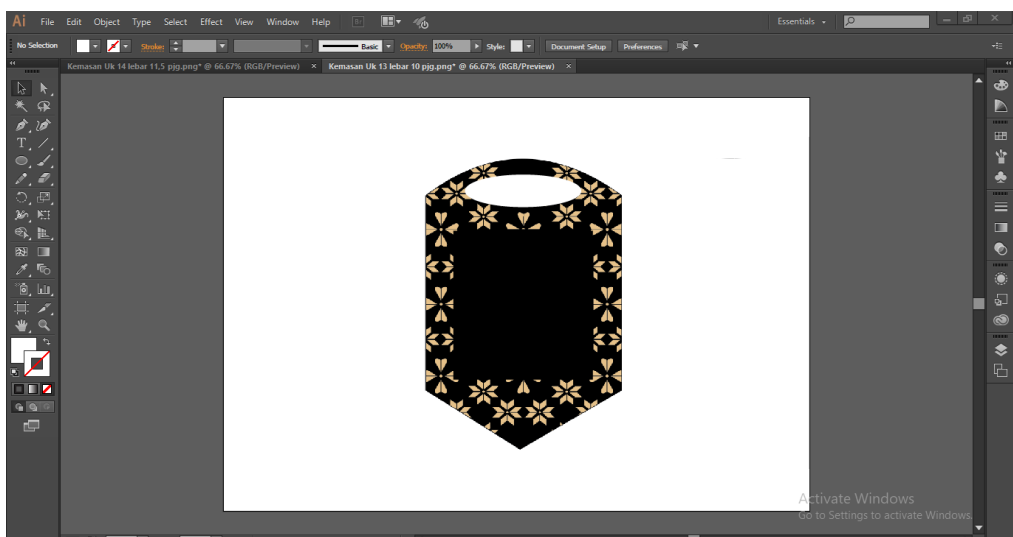 Ai File Edit Object Type Select Effect View Window Help Br Essentials
No Selection Stroke: Basic Opacity: 100% Style: Document Setup Preferences
Kemasan Uk 14 lebar 11,5 pjg.png* @ 66.67% (RGB/Preview) × Kemasan Uk 13 lebar 10 pjg.png* @ 66.67% (RGB/Preview) ×
T
Activate Windows
Go to Settings to activate Windows.